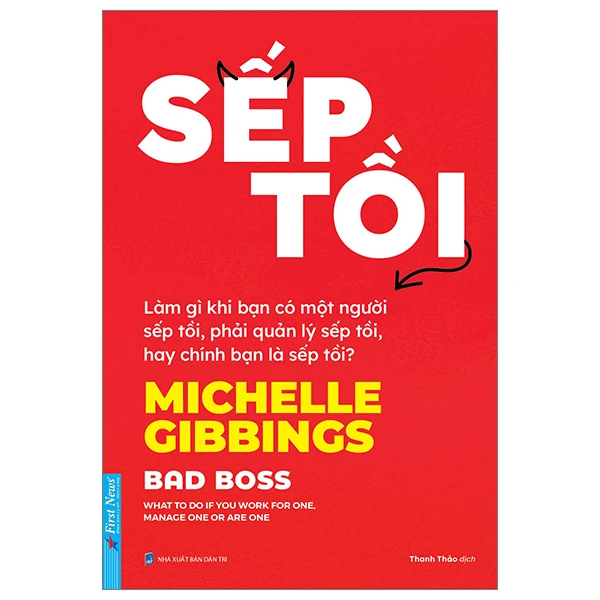 SẾP
TỒI
Làm gì khi bạn có một người
sếp tồi, phải quản lý sếp tồi,
hay chính bạn là sếp tồi?
MICHELLE
GIBBINGS
BAD BOSS
WHAT TO DO IF YOU WORK FOR ONE,
MANAGE ONE OR ARE ONE
First News
NHÀ XUẤT BẢN DÂN TRÍ
Thanh Thảo dịch